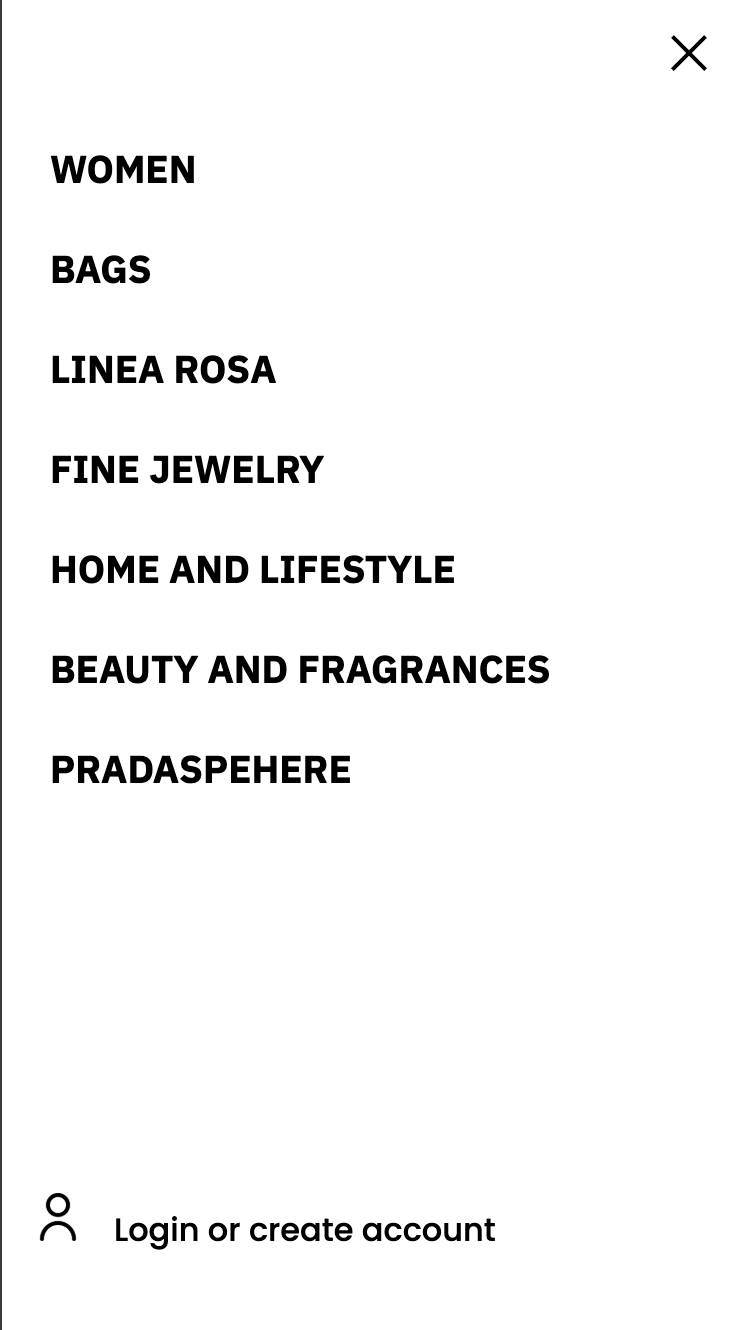 WOMEN
BAGS
LINEA ROSA
FINE JEWELRY
HOME AND LIFESTYLE
BEAUTY AND FRAGRANCES
PRADASPEHERE
Login or create account